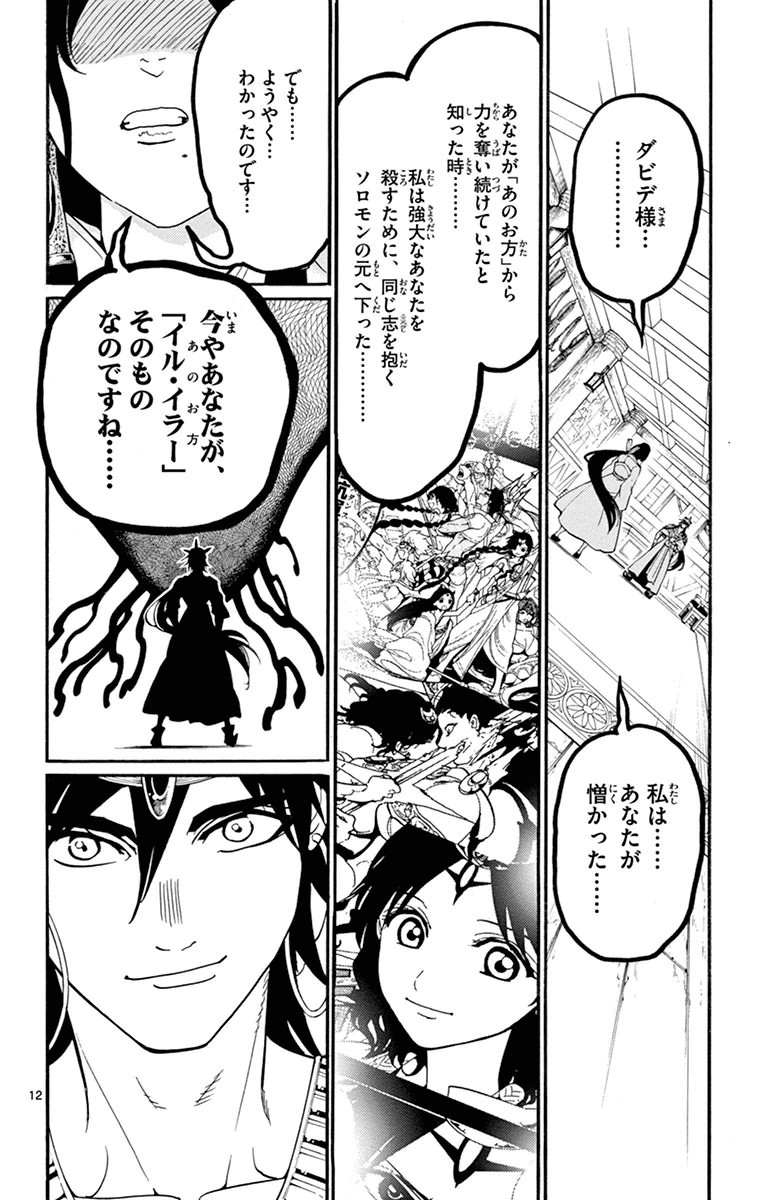 ダビデ様…
…………
私は……
あなたが
憎かった……
あなたが「あのお方」から
力を奪い続けていたと
知った時………
私は強大なあなたを
殺すために、同じ志を抱く
ソロモンの元へ下った…………
でも……
ようやく…
わかったのです…
今やあなたが、
「イル・イラー」
そのもの
なのですね……
12